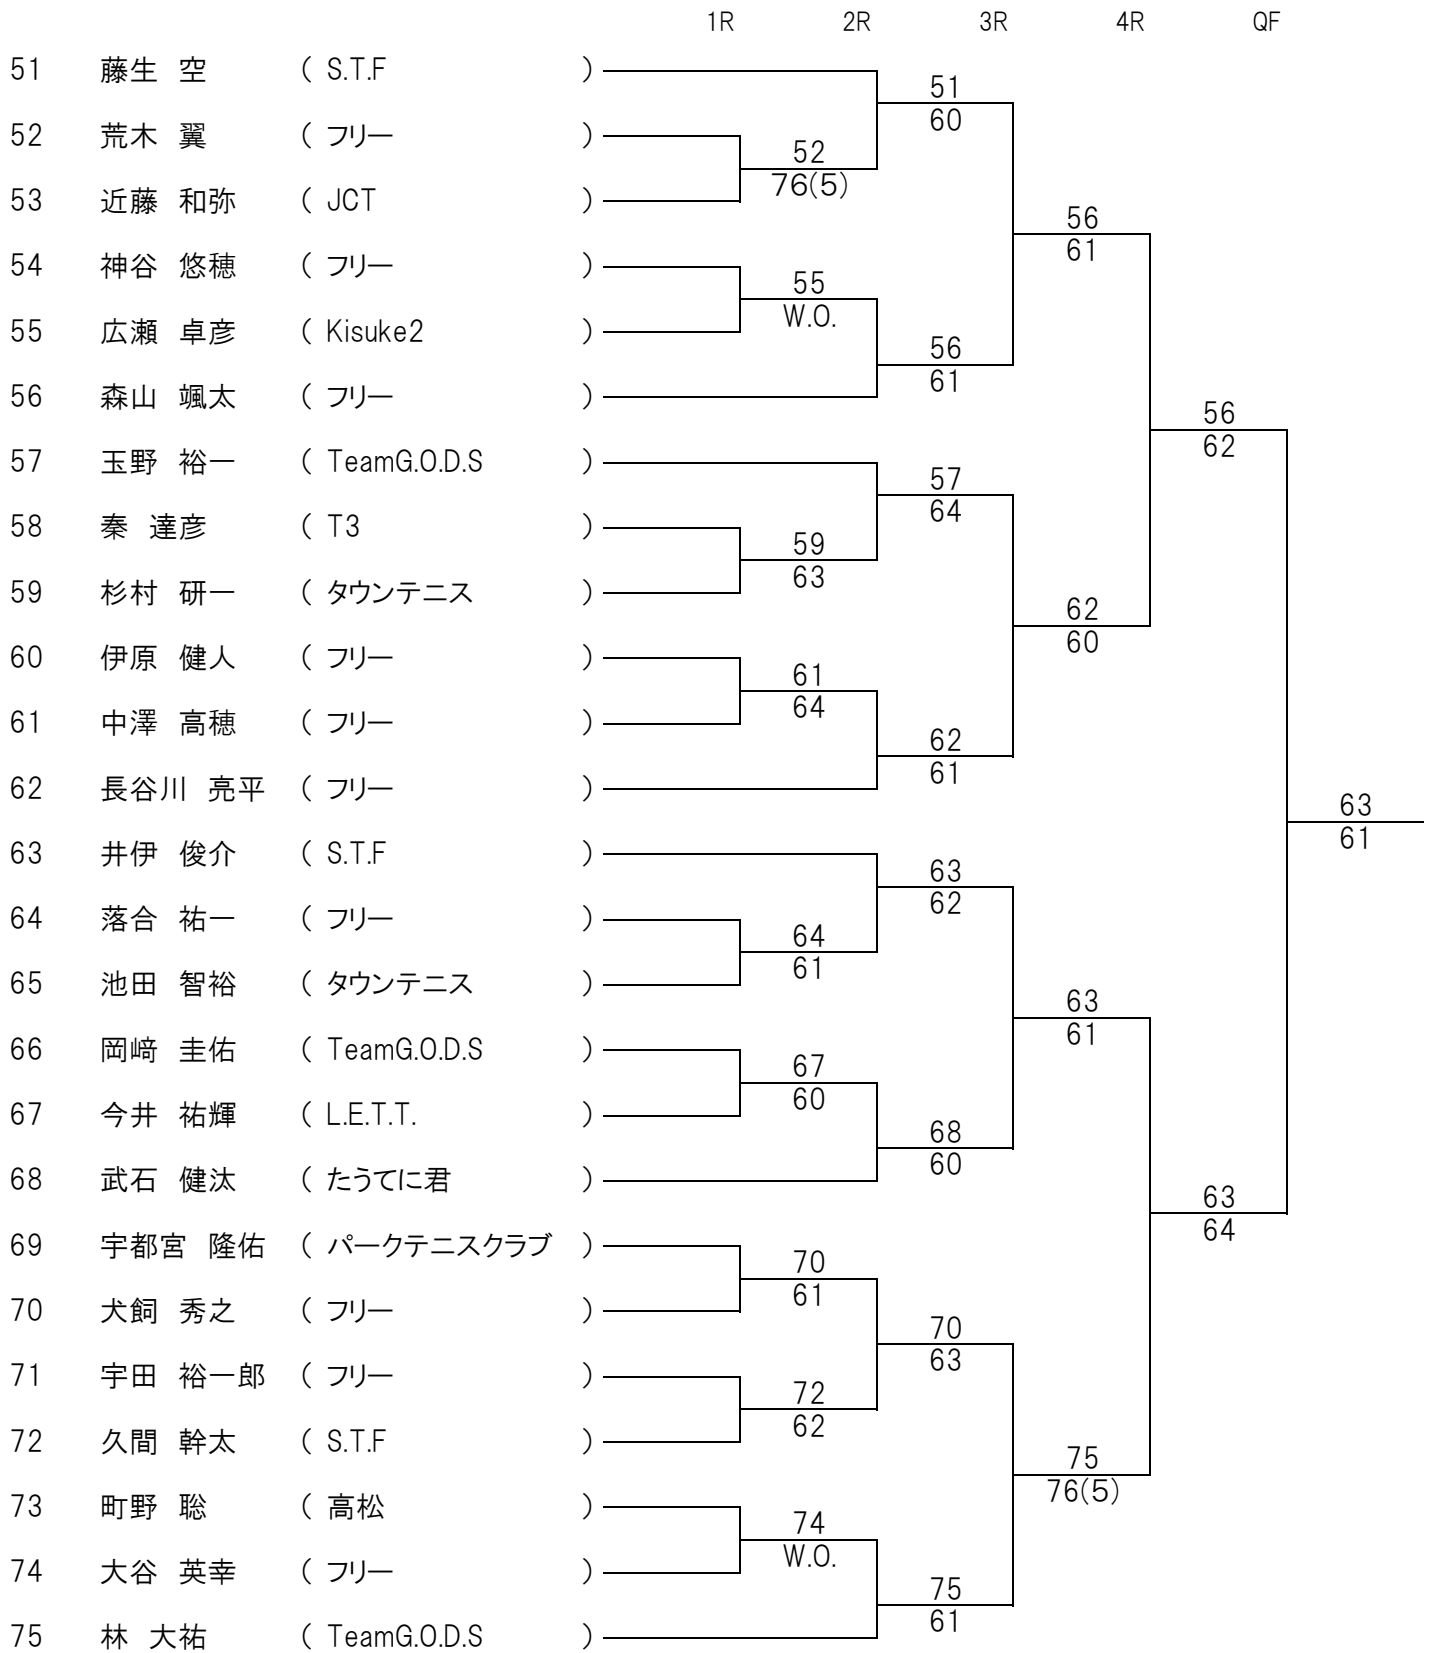 1R 2R 3R 4R QF
51 藤生 空 ( S.T.F )
51
60
52 荒木 翼 ( フリー )
52
76(5)
53 近藤 和弥 ( JCT )
56
61
54 神谷 悠穂 ( フリー )
55
W.O.
55 広瀬 卓彦 ( Kisuke2 )
56
61
56 森山 颯太 ( フリー )
56
62
57 玉野 裕一 ( TeamG.O.D.S )
57
64
58 秦 達彦 ( T3 )
59
63
59 杉村 研一 ( タウンテニス )
62
60
60 伊原 健人 ( フリー )
61
64
61 中澤 高穂 ( フリー )
62
61
62 長谷川 亮平 ( フリー )
63
61
63 井伊 俊介 ( S.T.F )
63
62
64 落合 祐一 ( フリー )
64
61
65 池田 智裕 ( タウンテニス )
63
61
66 岡﨑 圭佑 ( TeamG.O.D.S )
67
60
67 今井 祐輝 ( L.E.T.T. )
68
60
68 武石 健汰 ( たうてに君 )
63
64
69 宇都宮 隆佑 ( パークテニスクラブ )
70
61
70 犬飼 秀之 ( フリー )
70
63
71 宇田 裕一郎 ( フリー )
72
62
72 久間 幹太 ( S.T.F )
75
76(5)
73 町野 聡 ( 高松 )
74
W.O.
74 大谷 英幸 ( フリー )
75
61
75 林 大祐 ( TeamG.O.D.S )